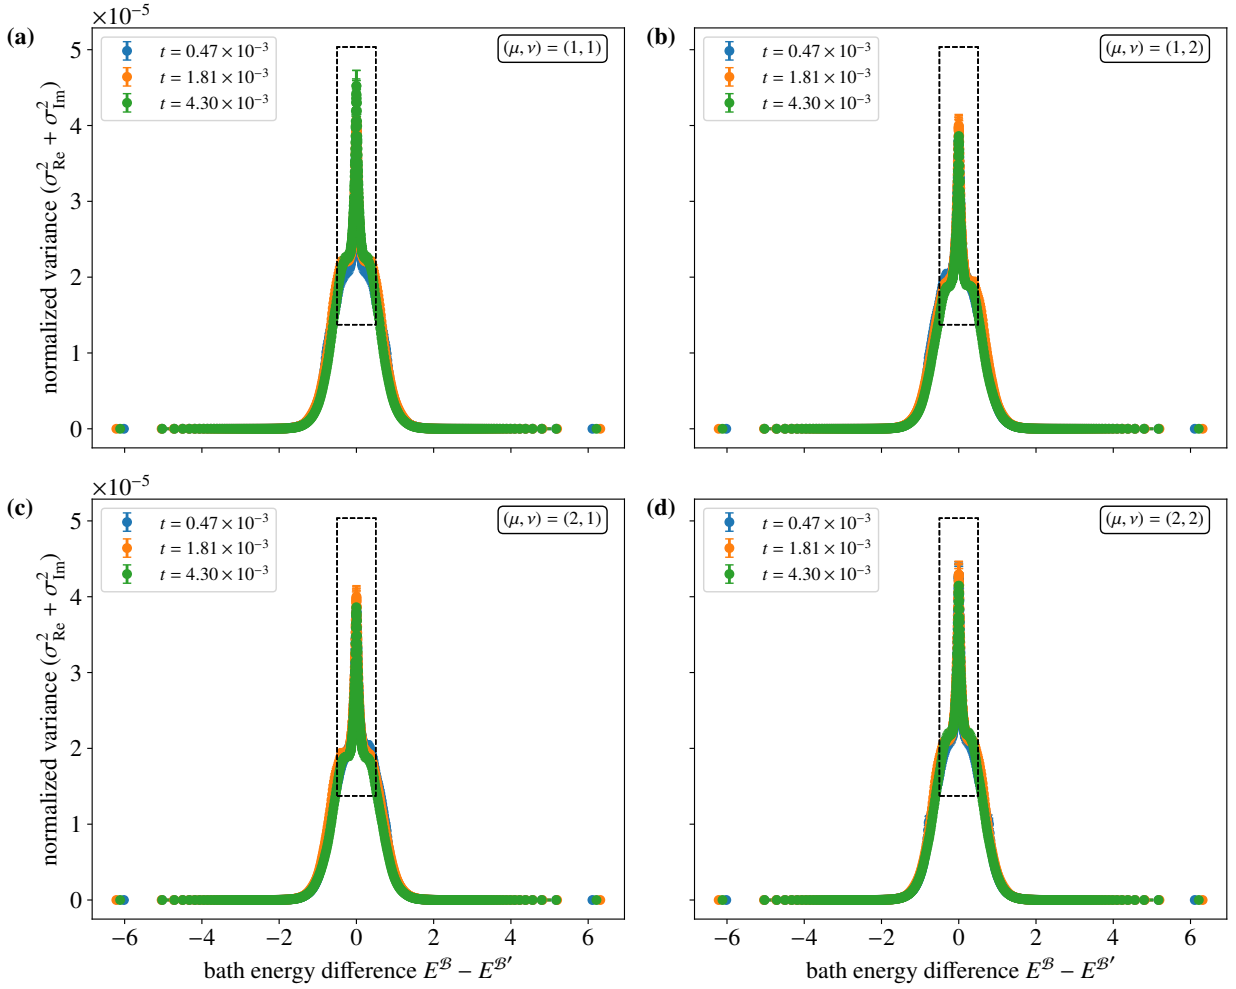 ×10⁻⁵
(a)
t = 0.47 × 10⁻³
t = 1.81 × 10⁻³
t = 4.30 × 10⁻³
(μ, ν) = (1, 1)
5
4
3
2
1
0
normalized variance (σ²_Re + σ²_Im)
(b)
t = 0.47 × 10⁻³
t = 1.81 × 10⁻³
t = 4.30 × 10⁻³
(μ, ν) = (1, 2)
×10⁻⁵
(c)
t = 0.47 × 10⁻³
t = 1.81 × 10⁻³
t = 4.30 × 10⁻³
(μ, ν) = (2, 1)
5
4
3
2
1
0
normalized variance (σ²_Re + σ²_Im)
−6 −4 −2 0 2 4 6
bath energy difference E^ℬ − E^ℬ′
(d)
t = 0.47 × 10⁻³
t = 1.81 × 10⁻³
t = 4.30 × 10⁻³
(μ, ν) = (2, 2)
−6 −4 −2 0 2 4 6
bath energy difference E^ℬ − E^ℬ′